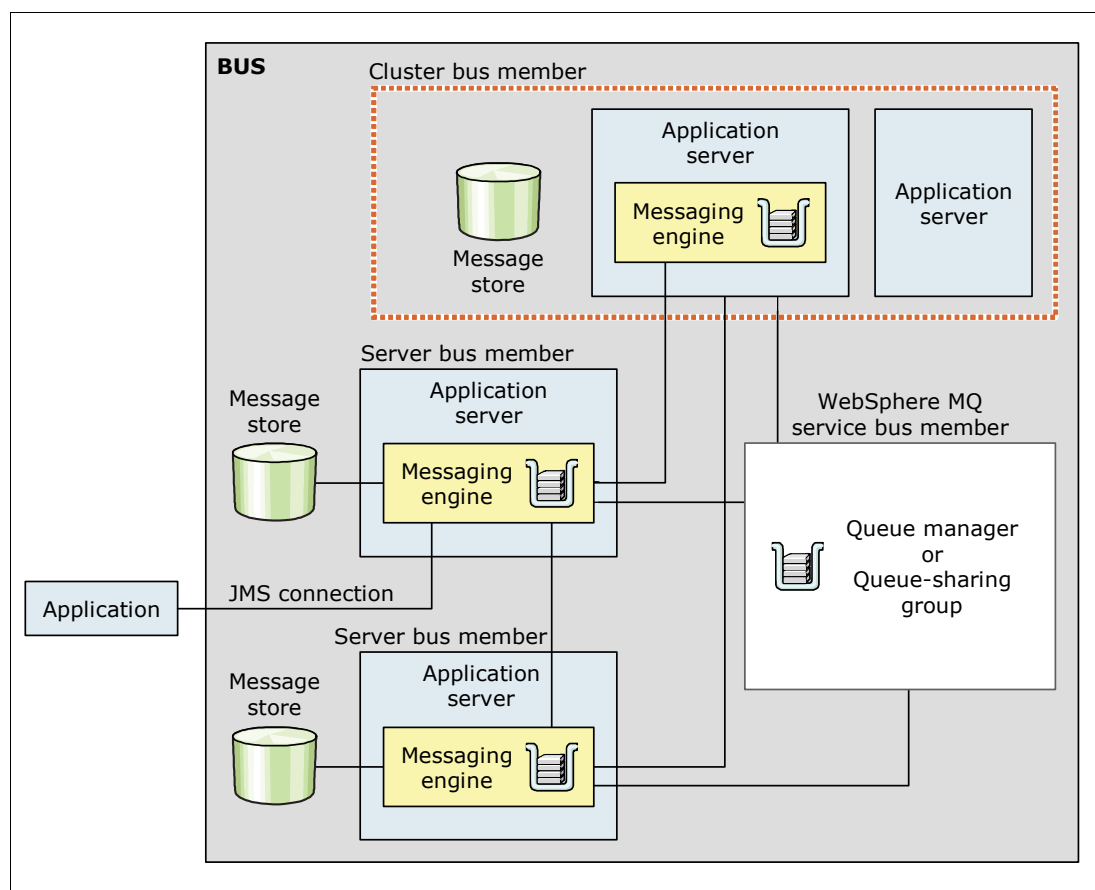 BUS
Cluster bus member
Application
server
Messaging
engine
Application
server
Message
store
Server bus member
Application
server
Messaging
engine
Message
store
WebSphere MQ
service bus member
Queue manager
or
Queue-sharing
group
JMS connection
Application
Server bus member
Application
server
Messaging
engine
Message
store